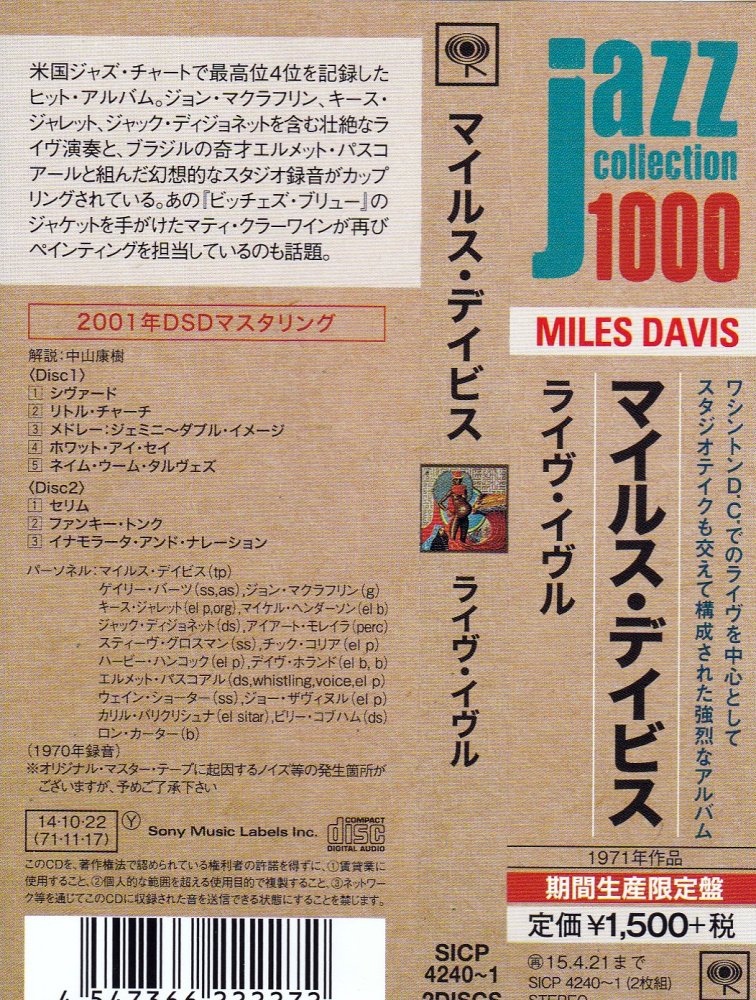 米国ジャズ・チャートで最高位4位を記録した
ヒット・アルバム。ジョン・マクラフリン、キース・
ジャレット、ジャック・ディジョネットを含む壮絶なラ
イヴ演奏と、ブラジルの奇才エルメット・パスコ
アールと組んだ幻想的なスタジオ録音がカップ
リングされている。あの『ビッチェズ・ブリュー』の
ジャケットを手がけたマティ・クラーワインが再び
ペインティングを担当しているのも話題。
2001年DSDマスタリング
解説:中山康樹
〈Disc1〉
1 シヴァード
2 リトル・チャーチ
3 メドレー:ジェミニ〜ダブル・イメージ
4 ホワット・アイ・セイ
5 ネイム・ウーム・タルヴェズ
〈Disc2〉
1 セリム
2 ファンキー・トンク
3 イナモラータ・アンド・ナレーション
パーソネル:マイルス・デイビス(tp)
ゲイリー・バーツ(ss,as),ジョン・マクラフリン(g)
キース・ジャレット(el p,org),マイケル・ヘンダーソン(el b)
ジャック・ディジョネット(ds),アイアート・モレイラ(perc)
スティーヴ・グロスマン(ss),チック・コリア(el p)
ハービー・ハンコック(el p),デイヴ・ホランド(el b, b)
エルメット・パスコアル(ds,whistling,voice,el p)
ウェイン・ショーター(ss),ジョー・ザヴィヌル(el p)
カリル・バリクリシュナ(el sitar),ビリー・コブハム(ds)
ロン・カーター(b)
(1970年録音)
※オリジナル・マスター・テープに起因するノイズ等の発生箇所が
ございますが、予めご了承下さい
14・10・22
(71・11・17)
Ⓨ
Sony Music Labels Inc.
COMPACT
disc
DIGITAL AUDIO
このCDを、著作権法で認められている権利者の許諾を得ずに、①賃貸業に
使用すること、②個人的な範囲を超える使用目的で複製すること、③ネットワー
ク等を通じてこのCDに収録された音を送信できる状態にすることを禁じます。
4 547366 222272
マイルス・デイビス
ライヴ・イヴル
SICP
4240~1
2DISCS
jazz
collection
1000
MILES DAVIS
ワシントンD.C.でのライヴを中心として
スタジオテイクも交えて構成された強烈なアルバム
マイルス・デイビス
ライヴ・イヴル
1971年作品
期間生産限定盤
定価¥1,500+税
再15.4.21まで
SICP 4240~1 (2枚組)
STEREO